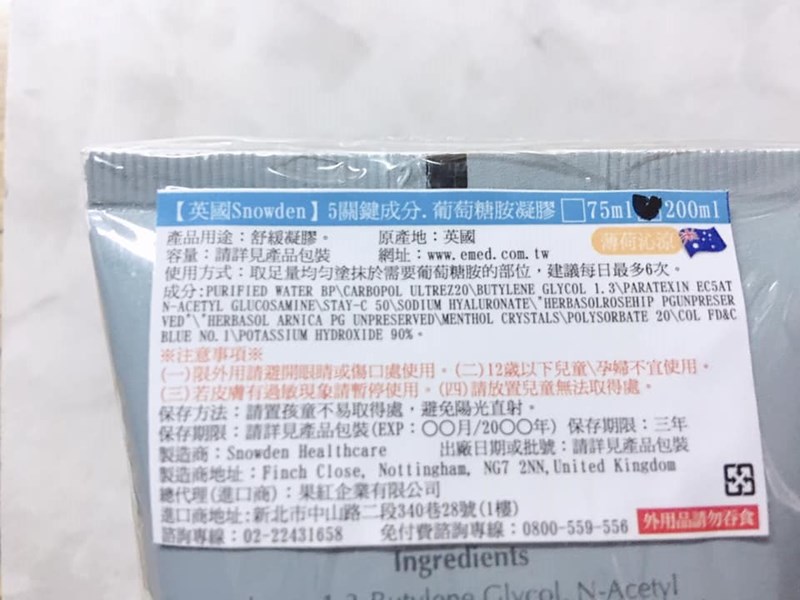 【英國Snowden】5關鍵成分.葡萄糖胺凝膠 □75ml 200ml
產品用途：舒緩凝膠。 原產地：英國
薄荷沁涼
容量：請詳見產品包裝 網址：www.emed.com.tw
使用方式：取足量均勻塗抹於需要葡萄糖胺的部位，建議每日最多6次。
成分:PURIFIED WATER BP\CARBOPOL ULTREZ20\BUTYLENE GLYCOL 1.3\PARATEXIN EC5AT
N-ACETYL GLUCOSAMINE\STAY-C 50\SODIUM HYALURONATE\"HERBASOLROSEHIP PGUNPRESER
VED"\"HERBASOL ARNICA PG UNPRESERVED\MENTHOL CRYSTALS\POLYSORBATE 20\COL FD&C
BLUE NO.1\POTASSIUM HYDROXIDE 90%。
※注意事項※
(一)限外用請避開眼睛或傷口處使用。(二)12歲以下兒童\孕婦不宜使用。
(三)若皮膚有過敏現象請暫停使用。(四)請放置兒童無法取得處。
保存方法：請置孩童不易取得處，避免陽光直射。
保存期限：請詳見產品包裝(EXP：〇〇月/20〇〇年) 保存期限：三年
製造商：Snowden Healthcare 出廠日期或批號：請詳見產品包裝
製造商地址：Finch Close, Nottingham, NG7 2NN,United Kingdom
總代理(進口商)：果紅企業有限公司
進口商地址:新北市中山路二段340巷28號(1樓)
諮詢專線：02-22431658 免付費諮詢專線：0800-559-556
外用品請勿吞食
Ingredients
1,3 Butylene Glycol, N-Acetyl